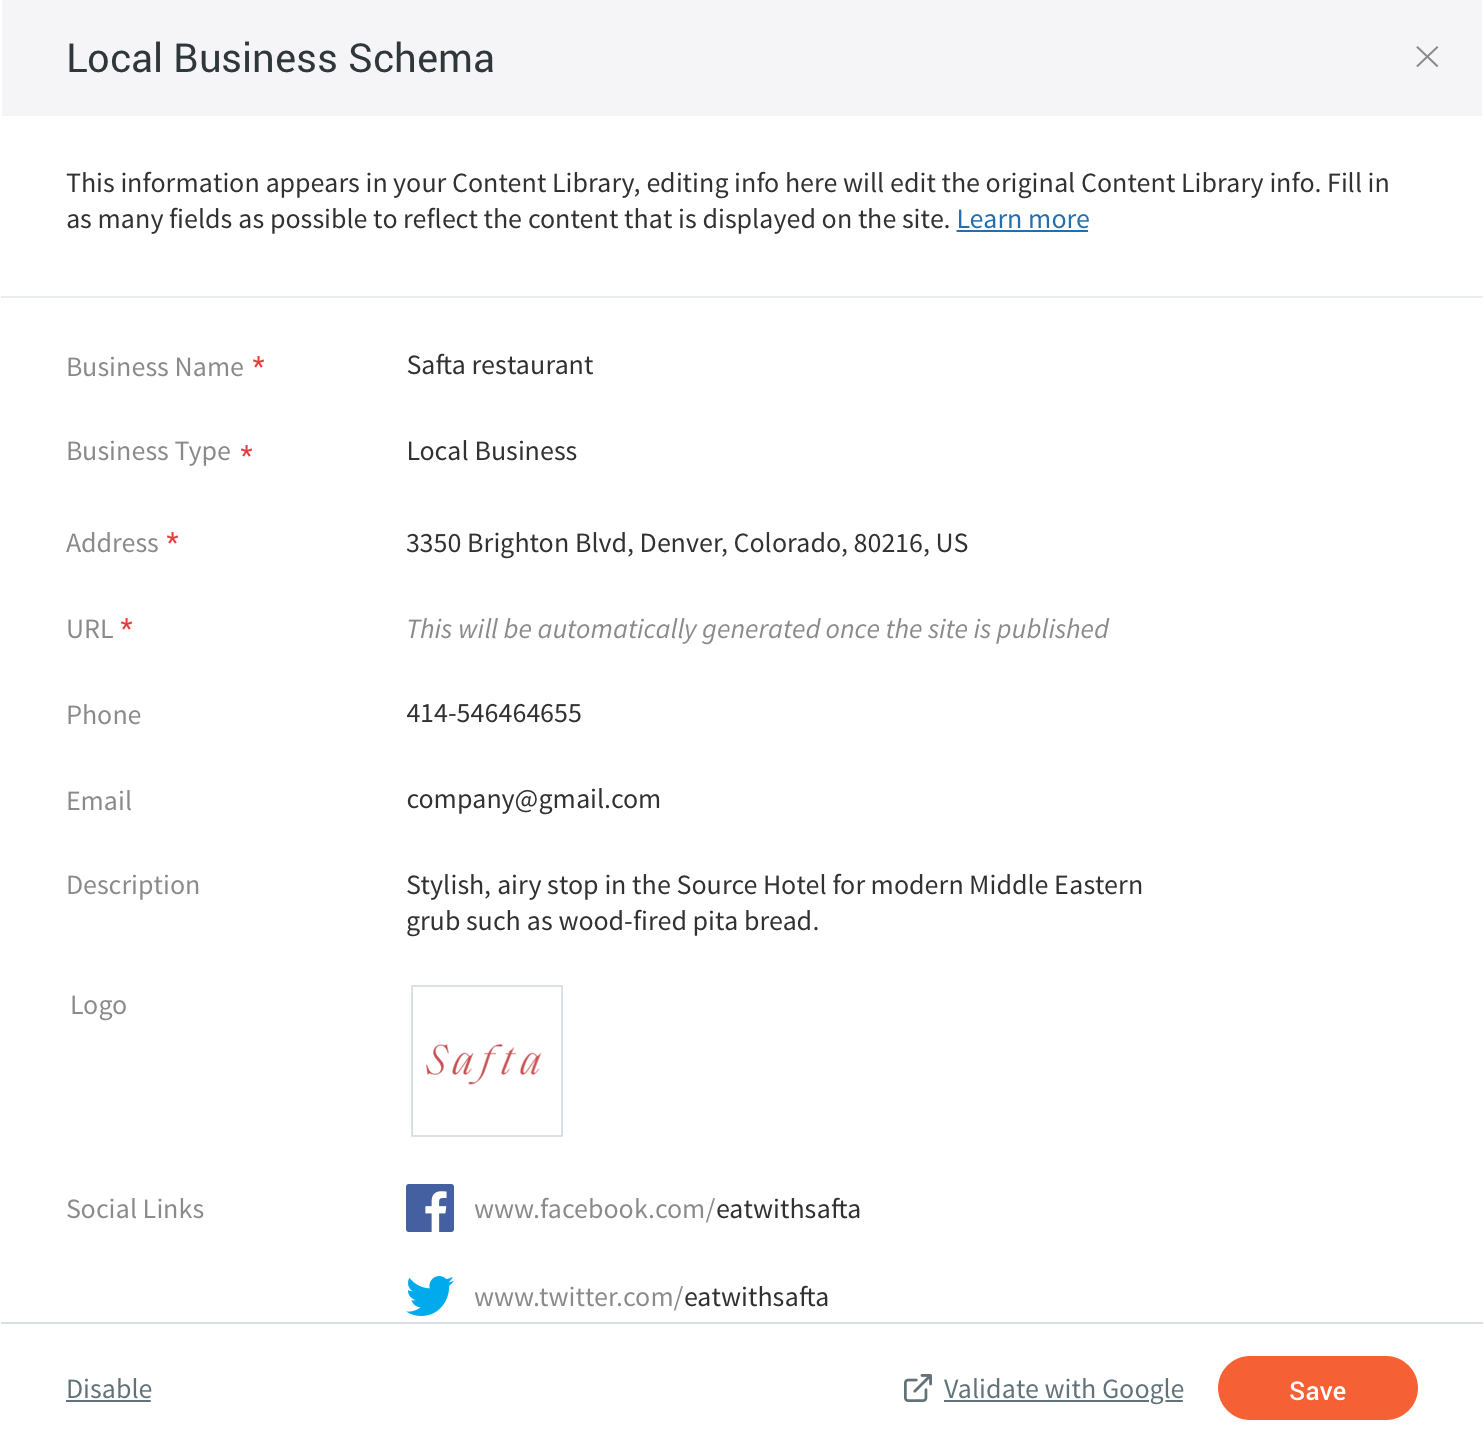 Local Business Schema
This information appears in your Content Library, editing info here will edit the original Content Library info. Fill in
as many fields as possible to reflect the content that is displayed on the site. Learn more
Business Name * Safta restaurant
Business Type * Local Business
Address * 3350 Brighton Blvd, Denver, Colorado, 80216, US
URL * This will be automatically generated once the site is published
Phone 414-546464655
Email company@gmail.com
Description Stylish, airy stop in the Source Hotel for modern Middle Eastern
grub such as wood-fired pita bread.
Logo
Safta
Social Links www.facebook.com/eatwithsafta
www.twitter.com/eatwithsafta
Disable Validate with Google Save